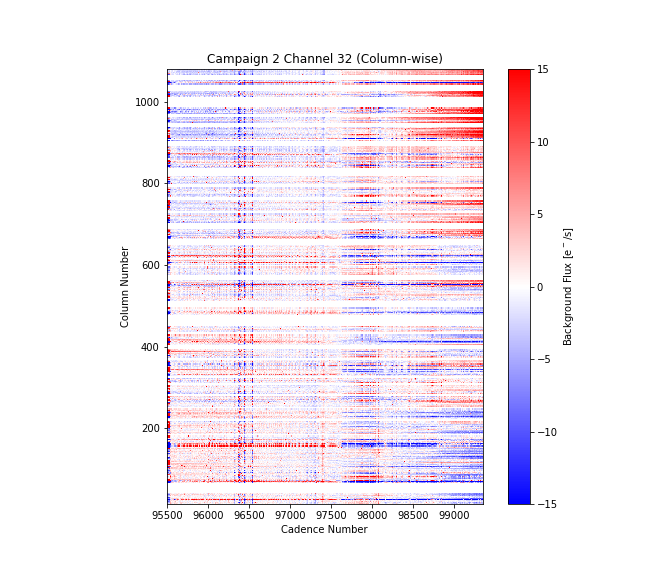 Campaign 2 Channel 32 (Column-wise)
1000
800
600
400
200
Column Number
95500 96000 96500 97000 97500 98000 98500 99000
Cadence Number
15
10
5
0
−5
−10
−15
Background Flux [e⁻/s]